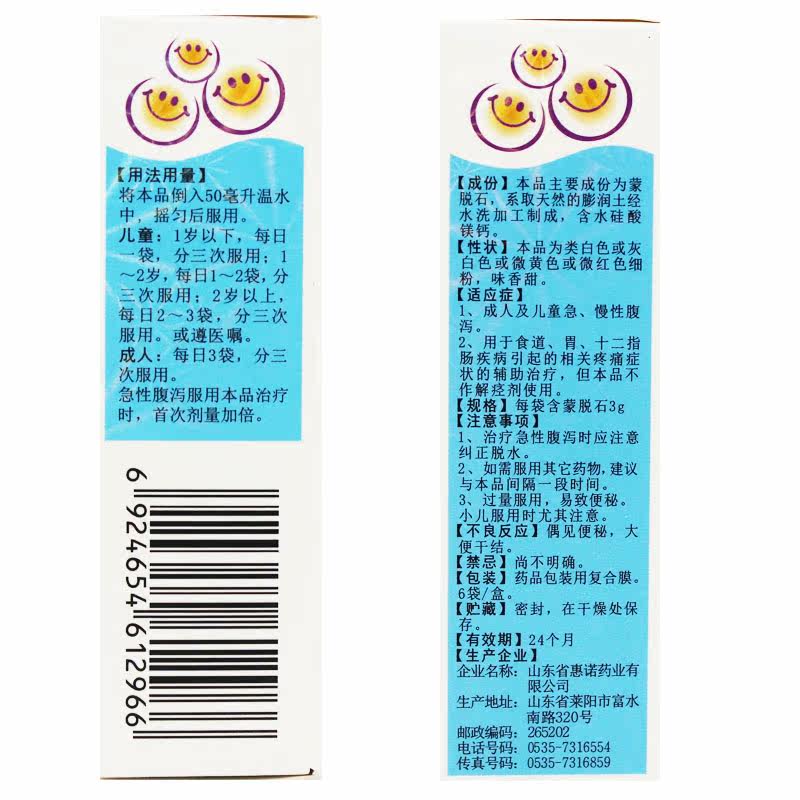 【用法用量】
将本品倒入50毫升温水
中，摇匀后服用。
儿童：1岁以下，每日
一袋，分三次服用；1
～2岁，每日1～2袋，分
三次服用；2岁以上，
每日2～3袋，分三次
服用。或遵医嘱。
成人：每日3袋，分三
次服用。
急性腹泻服用本品治疗
时，首次剂量加倍。
6 924654 612966
【成份】本品主要成份为蒙
脱石，系取天然的膨润土经
水洗加工制成，含水硅酸
镁钙。
【性状】本品为类白色或灰
白色或微黄色或微红色细
粉，味香甜。
【适应症】
1、成人及儿童急、慢性腹
泻。
2、用于食道、胃、十二指
肠疾病引起的相关疼痛症
状的辅助治疗，但本品不
作解痉剂使用。
【规格】每袋含蒙脱石3g
【注意事项】
1、治疗急性腹泻时应注意
纠正脱水。
2、如需服用其它药物，建议
与本品间隔一段时间。
3、过量服用，易致便秘。
小儿服用时尤其注意。
【不良反应】偶见便秘，大
便干结。
【禁忌】尚不明确。
【包装】药品包装用复合膜。
6袋/盒。
【贮藏】密封，在干燥处保
存。
【有效期】24个月
【生产企业】
企业名称：山东省惠诺药业有
限公司
生产地址：山东省莱阳市富水
南路320号
邮政编码：265202
电话号码：0535-7316554
传真号码：0535-7316859